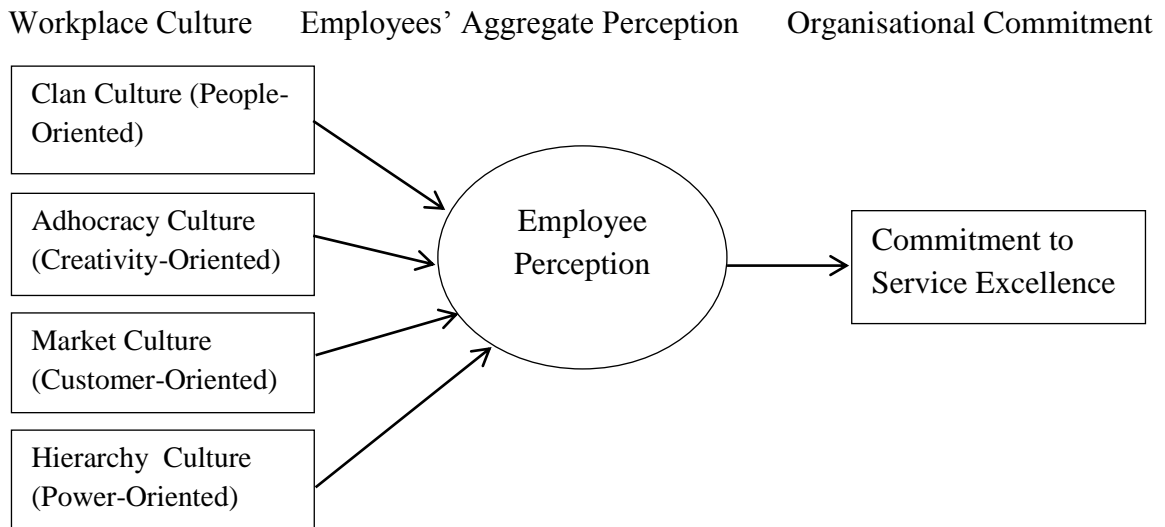 Workplace Culture Employees’ Aggregate Perception Organisational Commitment
Clan Culture (People-
Oriented)
Adhocracy Culture
(Creativity-Oriented)
Market Culture
(Customer-Oriented)
Hierarchy Culture
(Power-Oriented)
Employee
Perception
Commitment to
Service Excellence